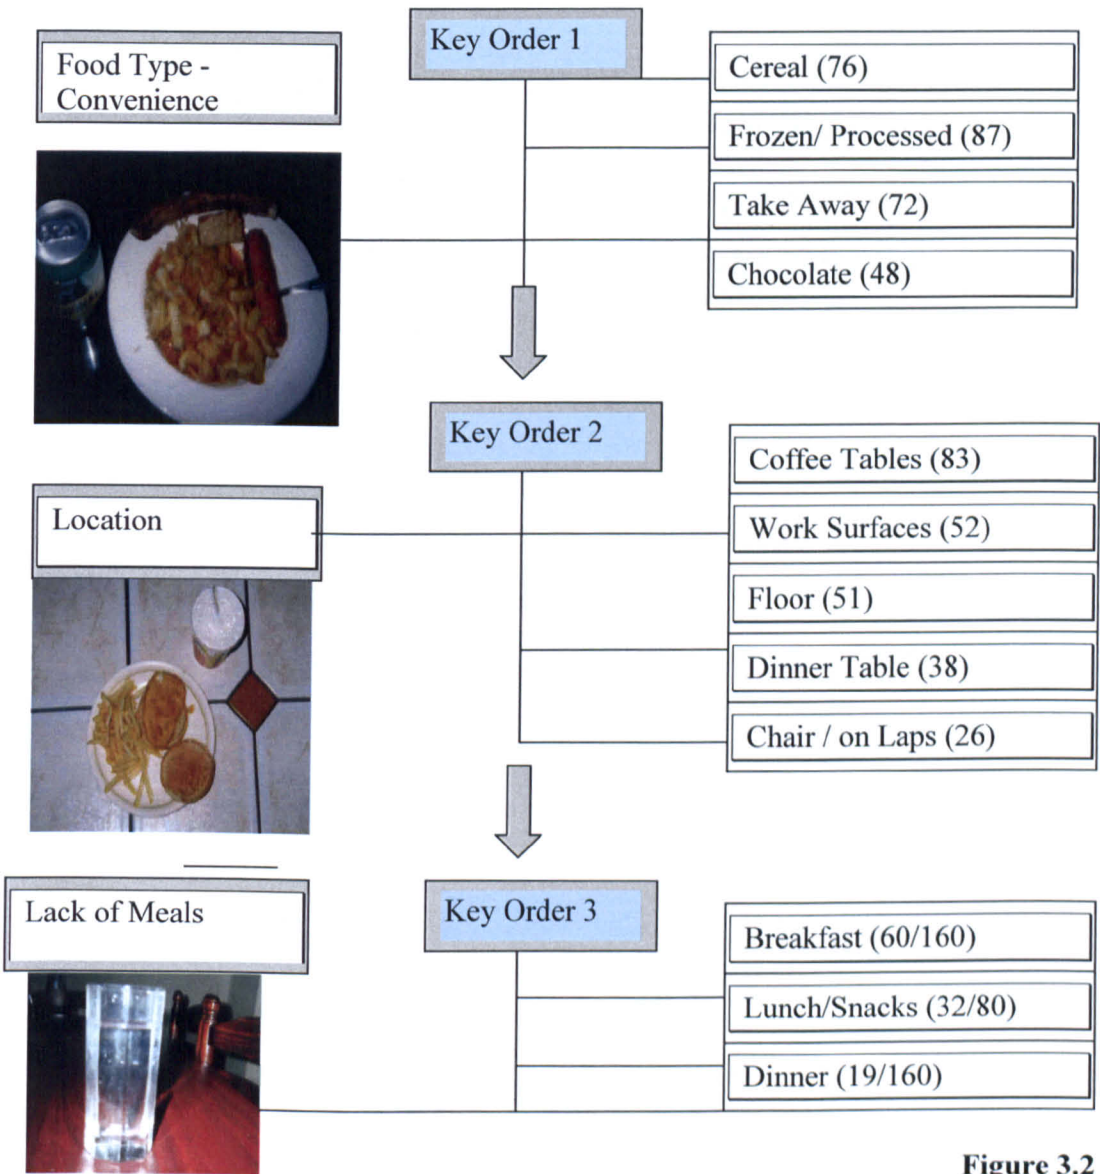 Key Order 1
Food Type -
Convenience
Cereal (76)
Frozen/ Processed (87)
Take Away (72)
Chocolate (48)
Key Order 2
Location
Coffee Tables (83)
Work Surfaces (52)
Floor (51)
Dinner Table (38)
Chair / on Laps (26)
Key Order 3
Lack of Meals
Breakfast (60/160)
Lunch/Snacks (32/80)
Dinner (19/160)
Figure 3.2